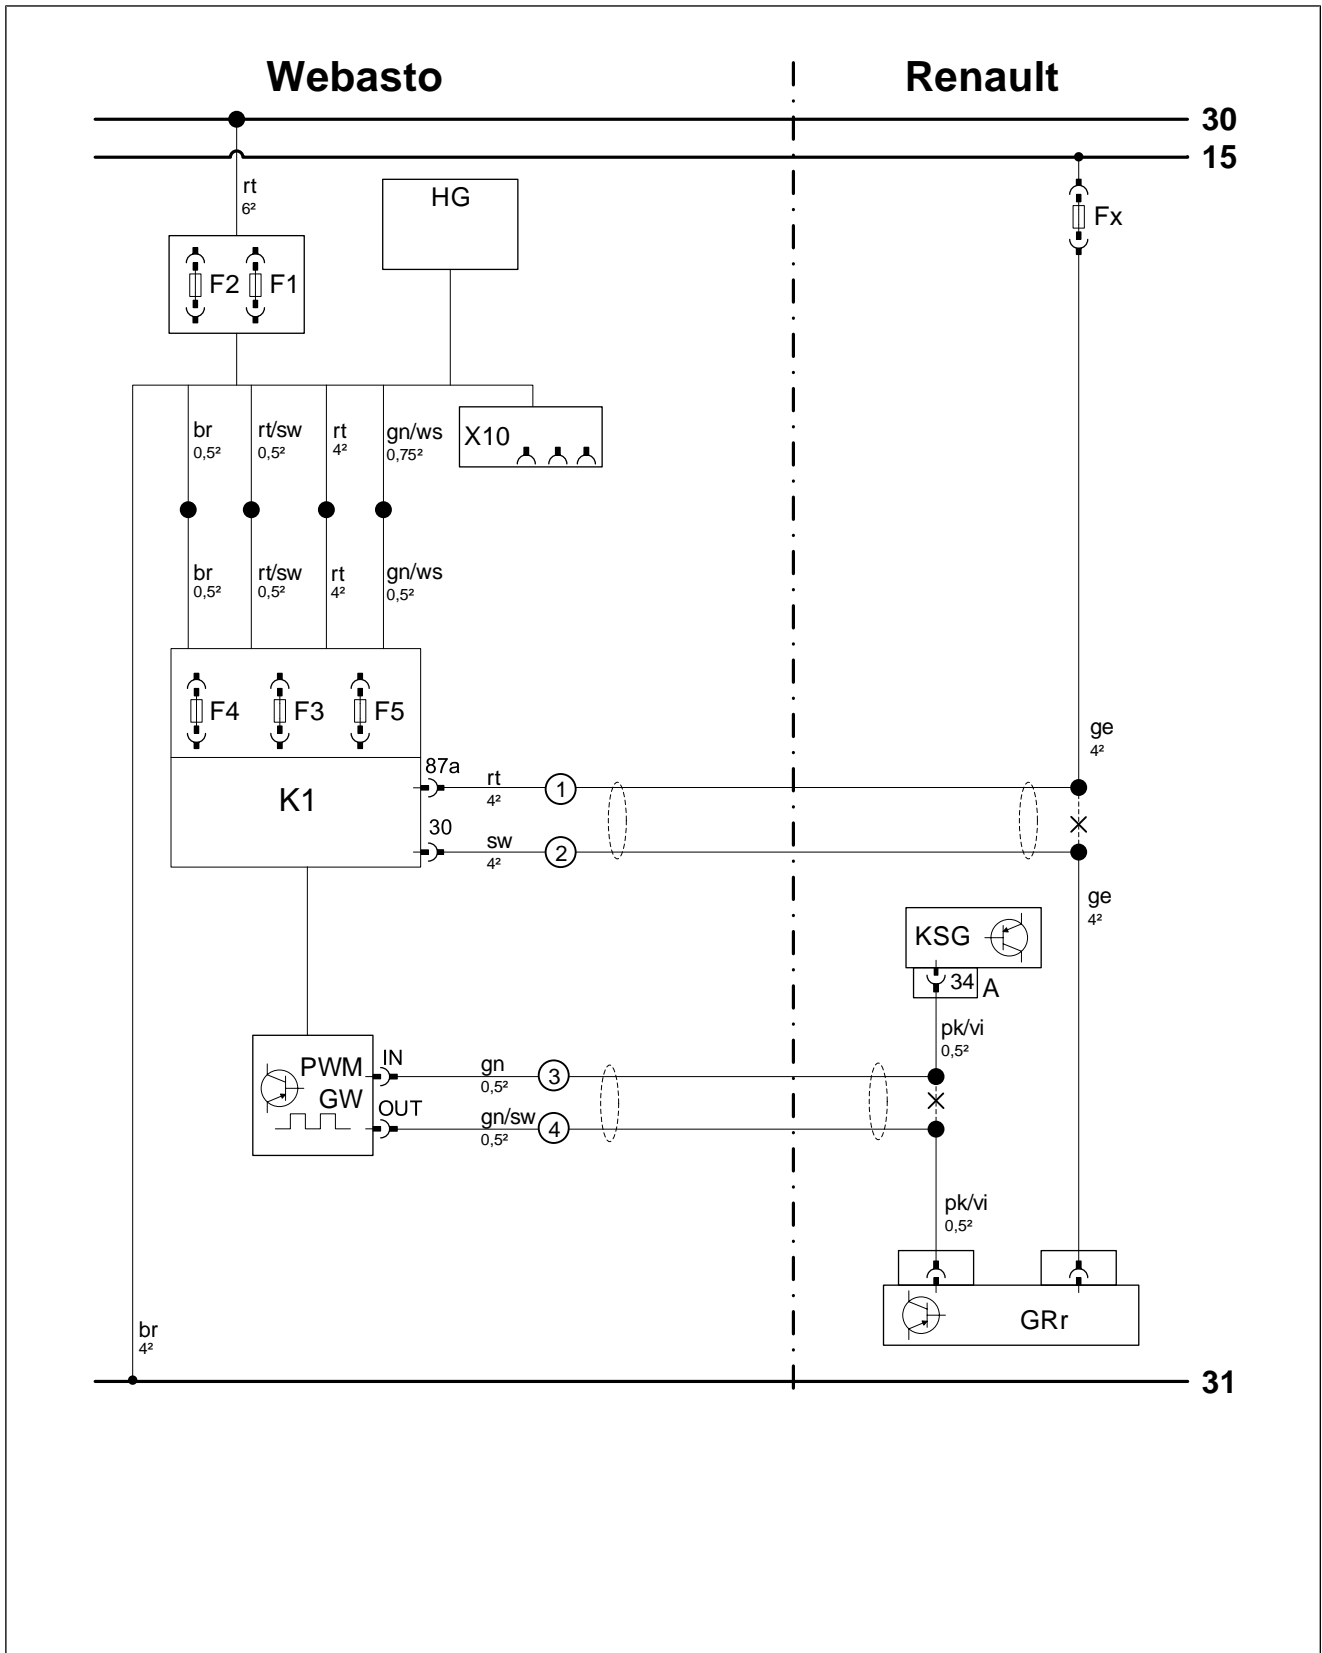 Webasto
Renault
30
15
rt
6²
HG
Fx
F2
F1
br
0,5²
rt/sw
0,5²
rt
4²
gn/ws
0,75²
X10
br
0,5²
rt/sw
0,5²
rt
4²
gn/ws
0,5²
F4
F3
F5
ge
4²
K1
87a
rt
4²
1
30
sw
4²
2
ge
4²
KSG
34
A
pk/vi
0,5²
PWM
GW
IN
gn
0,5²
3
OUT
gn/sw
0,5²
4
pk/vi
0,5²
GRr
br
4²
31